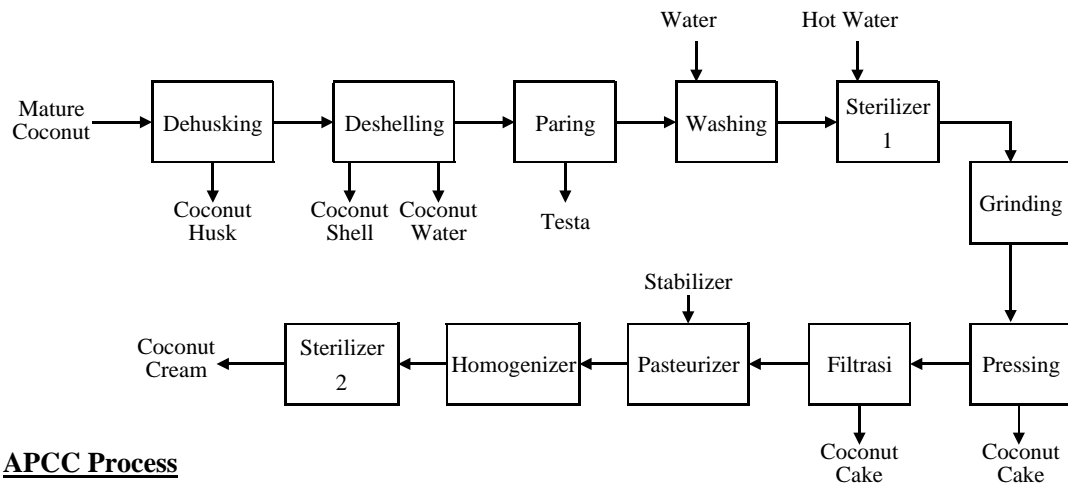 Water
Hot Water
Mature
Coconut
Dehusking
Deshelling
Paring
Washing
Sterilizer
1
Coconut
Husk
Coconut
Shell
Coconut
Water
Testa
Grinding
Stabilizer
Coconut
Cream
Sterilizer
2
Homogenizer
Pasteurizer
Filtrasi
Pressing
Coconut
Cake
Coconut
Cake
APCC Process